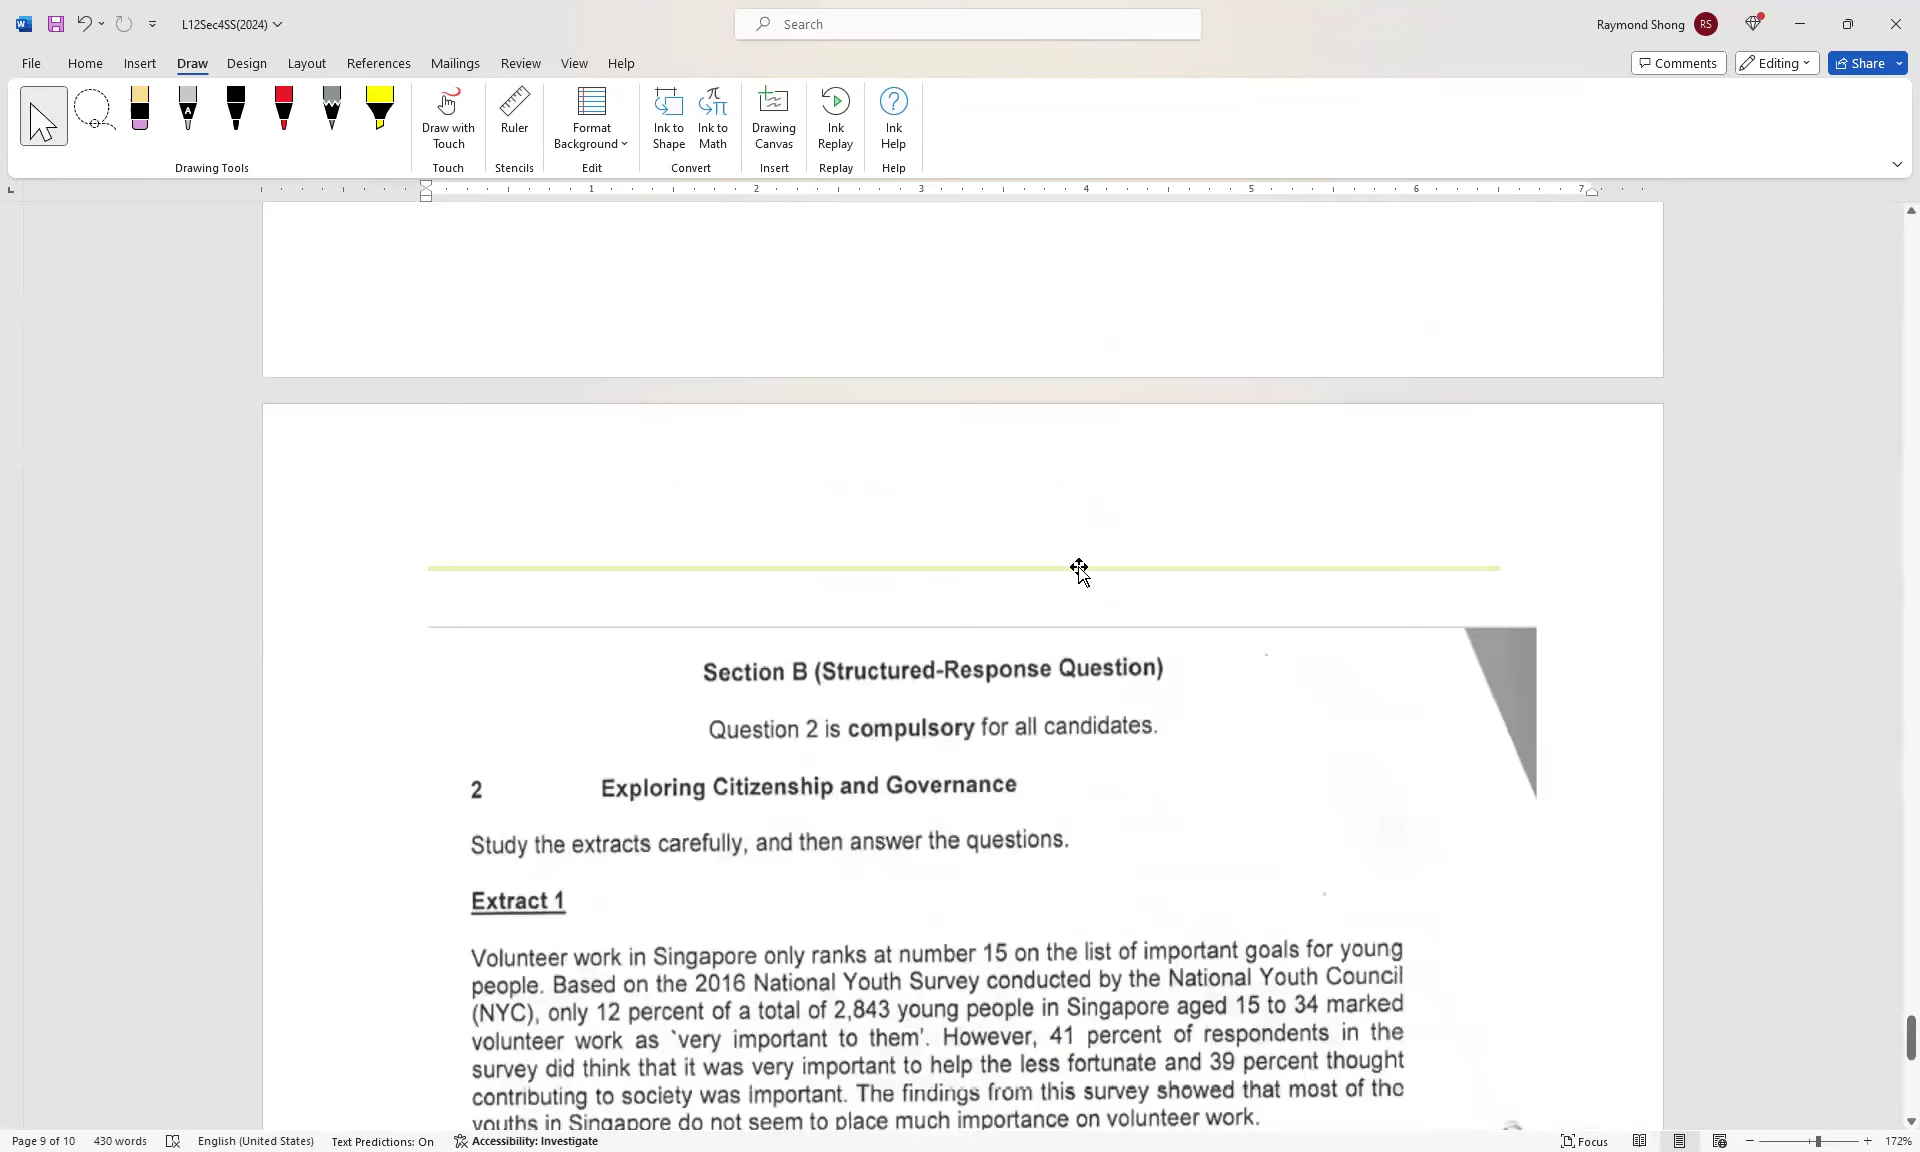 L12Sec4SS(2024)
Search
Raymond Shong
RS
File
Home
Insert
Draw
Design
Layout
References
Mailings
Review
View
Help
Comments
Editing
Share
A
Draw with
Touch
Ruler
Format
Background
Ink to
Shape
Ink to
Math
Drawing
Canvas
Ink
Replay
Ink
Help
Drawing Tools
Touch
Stencils
Edit
Convert
Insert
Replay
Help
1 2 3 4 5 6 7
Section B (Structured-Response Question)
Question 2 is compulsory for all candidates.
2 Exploring Citizenship and Governance
Study the extracts carefully, and then answer the questions.
Extract 1
Volunteer work in Singapore only ranks at number 15 on the list of important goals for young
people. Based on the 2016 National Youth Survey conducted by the National Youth Council
(NYC), only 12 percent of a total of 2,843 young people in Singapore aged 15 to 34 marked
volunteer work as `very important to them'. However, 41 percent of respondents in the
survey did think that it was very important to help the less fortunate and 39 percent thought
contributing to society was important. The findings from this survey showed that most of the
youths in Singapore do not seem to place much importance on volunteer work.
Page 9 of 10
430 words
English (United States)
Text Predictions: On
Accessibility: Investigate
Focus
172%